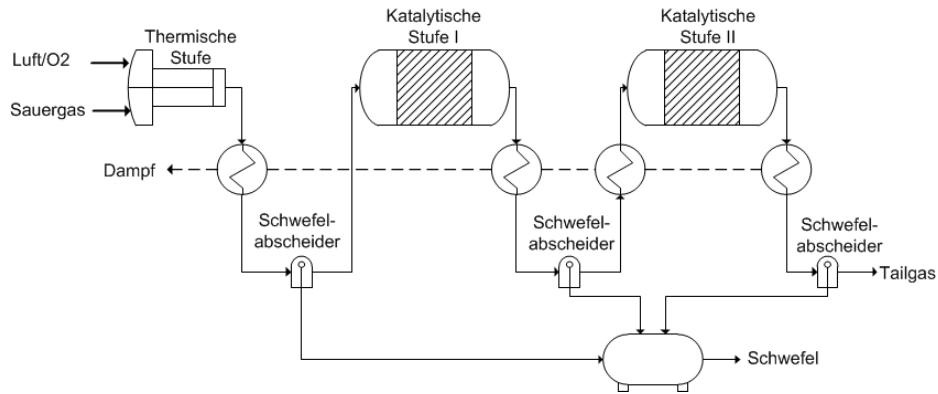 Luft/O2
Sauergas
Thermische
Stufe
Katalytische
Stufe I
Katalytische
Stufe II
Dampf
Schwefel-
abscheider
Schwefel-
abscheider
Schwefel-
abscheider
Tailgas
Schwefel